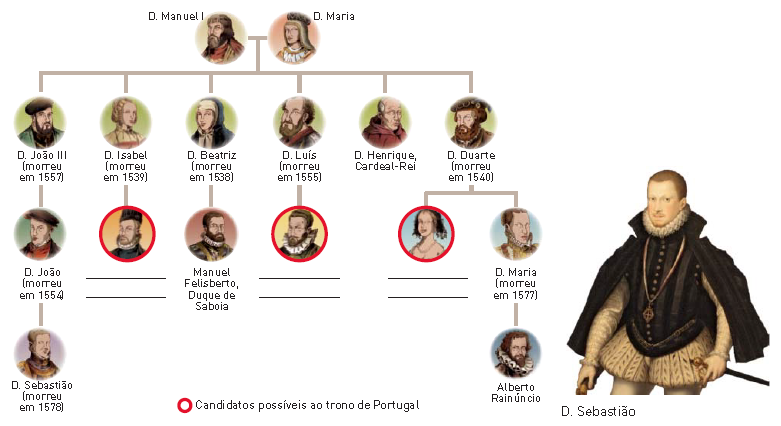 D. Manuel I
D. Maria
D. João III
(morreu
em 1557)
D. Isabel
(morreu
em 1539)
D. Beatriz
(morreu
em 1538)
D. Luís
(morreu
em 1555)
D. Henrique,
Cardeal-Rei
D. Duarte
(morreu
em 1540)
D. João
(morreu
em 1554)
Manuel
Felisberto,
Duque de
Saboia
D. Maria
(morreu
em 1577)
D. Sebastião
(morreu
em 1578)
Alberto
Rainúncio
Candidatos possíveis ao trono de Portugal
D. Sebastião